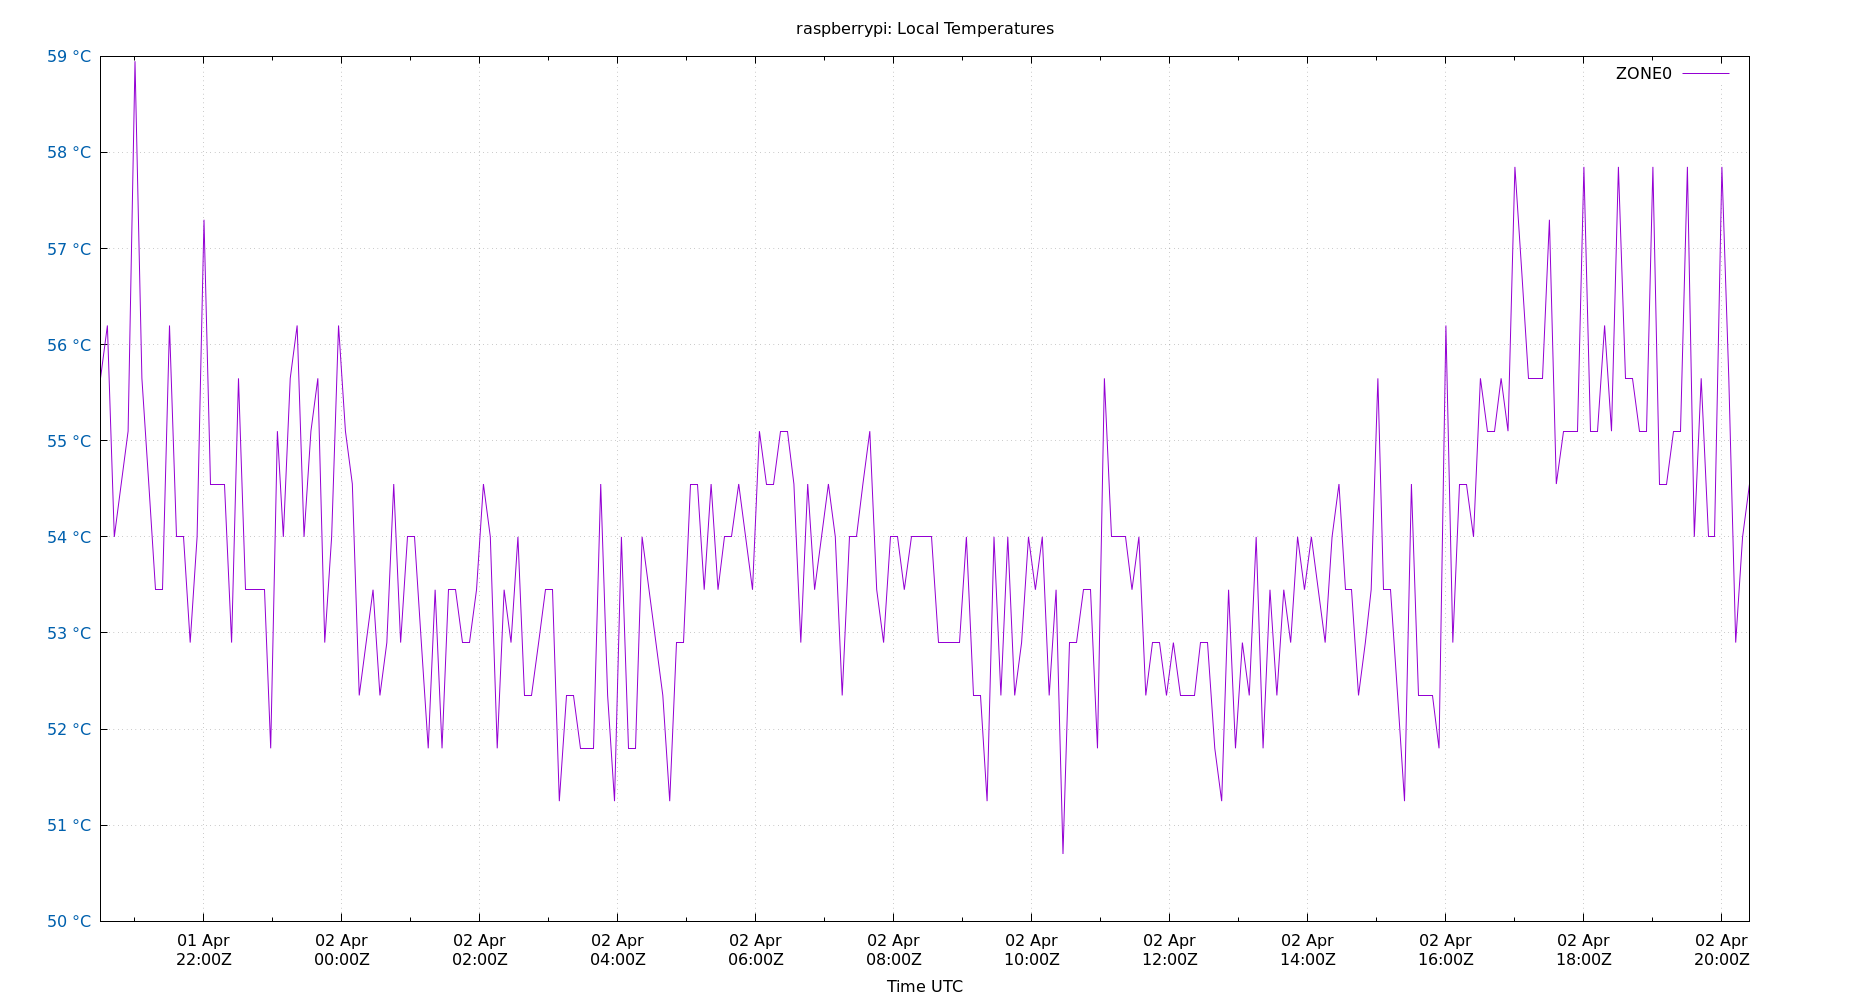 raspberrypi: Local Temperatures
59 °C
ZONE0
58 °C
57 °C
56 °C
55 °C
54 °C
53 °C
52 °C
51 °C
50 °C
01 Apr 02 Apr 02 Apr 02 Apr 02 Apr 02 Apr 02 Apr 02 Apr 02 Apr 02 Apr 02 Apr 02 Apr
22:00Z 00:00Z 02:00Z 04:00Z 06:00Z 08:00Z 10:00Z 12:00Z 14:00Z 16:00Z 18:00Z 20:00Z
Time UTC